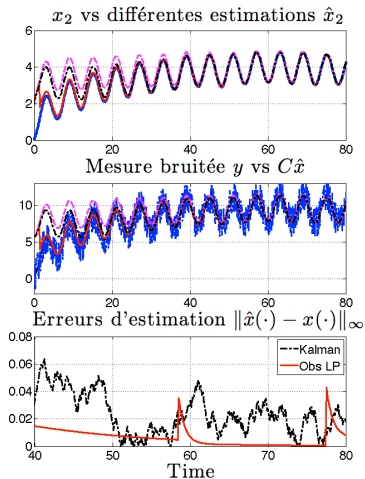 x₂ vs différentes estimations x̂₂
6
4
2
0
0 20 40 60 80
Mesure bruitée y vs Cx̂
10
5
0
0 20 40 60 80
Erreurs d'estimation ‖x̂(·) − x(·)‖∞
0.08
0.06
0.04
0.02
0
Kalman
Obs LP
40 50 60 70 80
Time